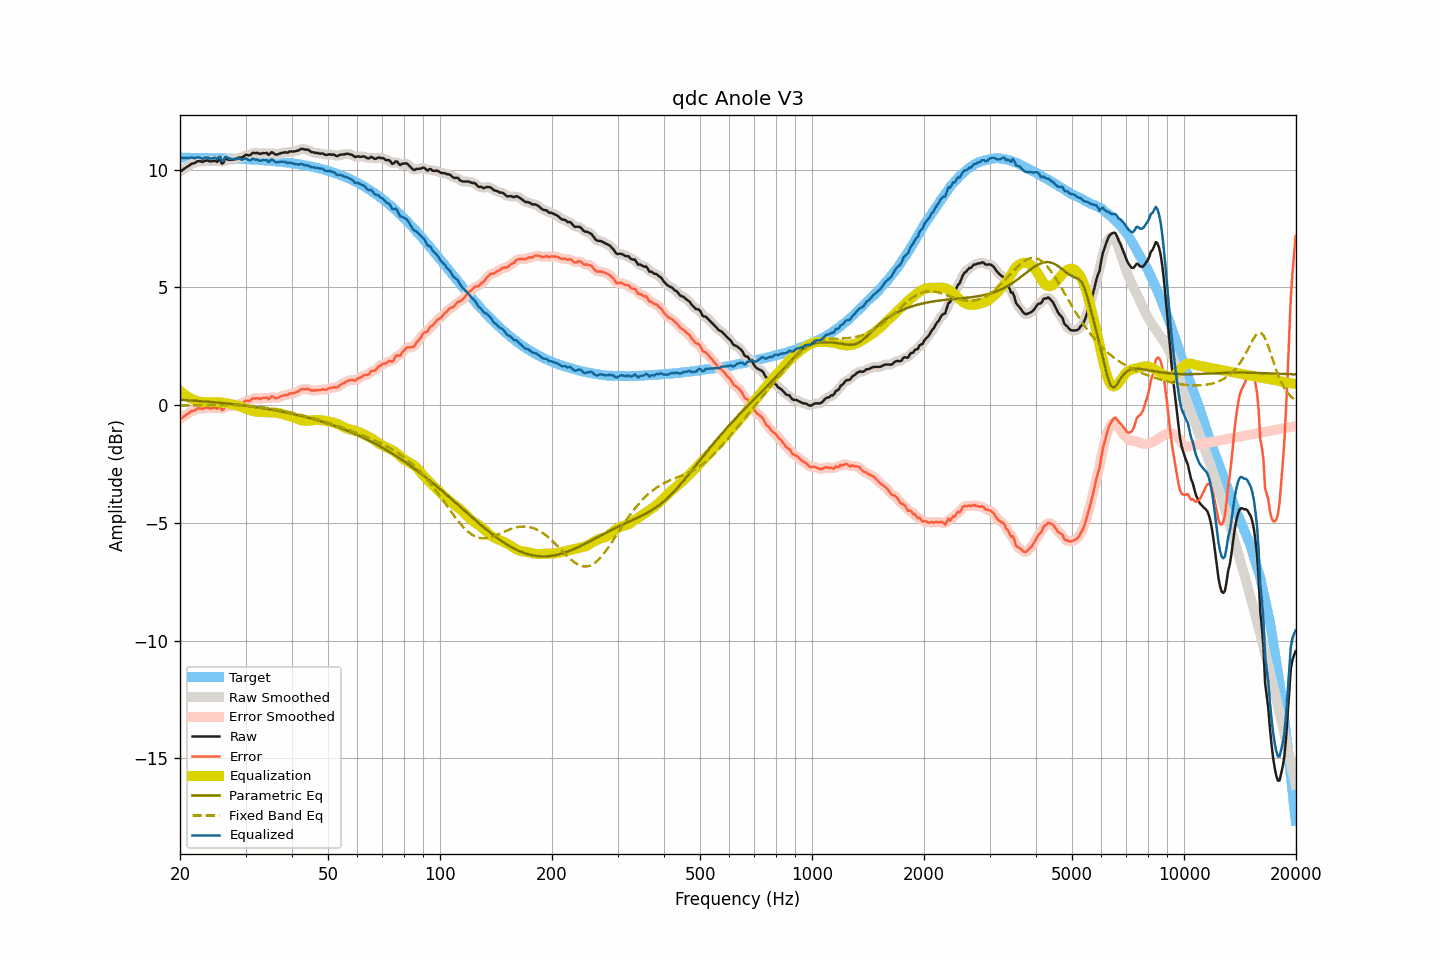 qdc Anole V3
Amplitude (dBr)
10
5
0
−5
−10
−15
Target
Raw Smoothed
Error Smoothed
Raw
Error
Equalization
Parametric Eq
Fixed Band Eq
Equalized
20 50 100 200 500 1000 2000 5000 10000 20000
Frequency (Hz)